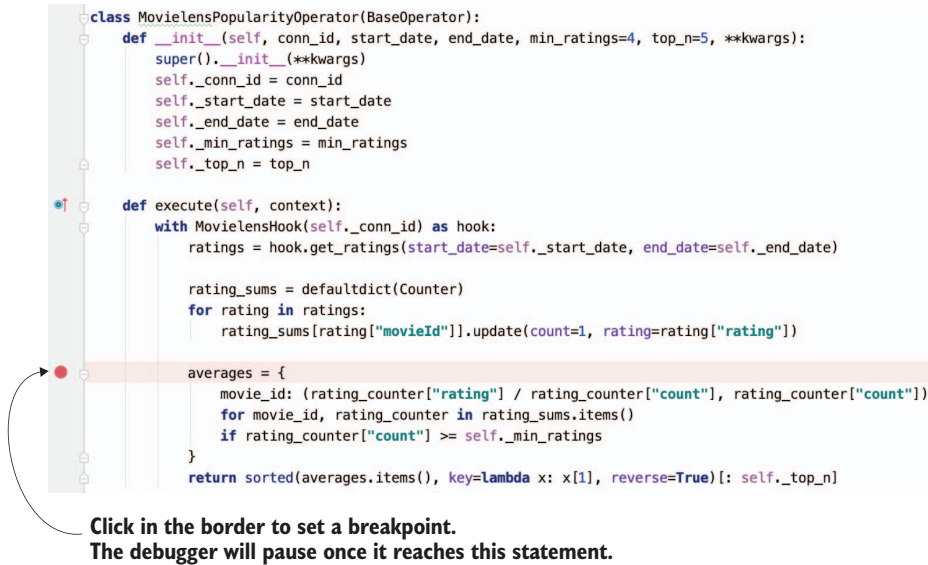 class MovielensPopularityOperator(BaseOperator):
    def __init__(self, conn_id, start_date, end_date, min_ratings=4, top_n=5, **kwargs):
        super().__init__(**kwargs)
        self._conn_id = conn_id
        self._start_date = start_date
        self._end_date = end_date
        self._min_ratings = min_ratings
        self._top_n = top_n
    def execute(self, context):
        with MovielensHook(self._conn_id) as hook:
            ratings = hook.get_ratings(start_date=self._start_date, end_date=self._end_date)
            rating_sums = defaultdict(Counter)
            for rating in ratings:
                rating_sums[rating["movieId"]].update(count=1, rating=rating["rating"])
            averages = {
                movie_id: (rating_counter["rating"] / rating_counter["count"], rating_counter["count"])
                for movie_id, rating_counter in rating_sums.items()
                if rating_counter["count"] >= self._min_ratings
            }
            return sorted(averages.items(), key=lambda x: x[1], reverse=True)[: self._top_n]
Click in the border to set a breakpoint.
The debugger will pause once it reaches this statement.